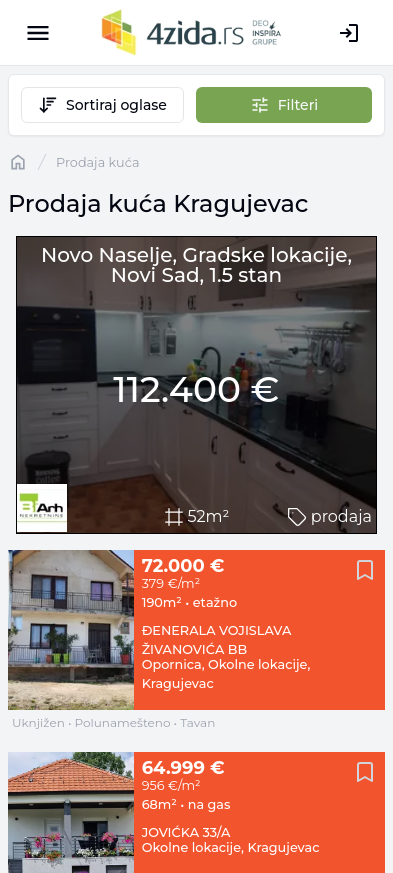 4zida.rs DEO
INSPIRA
GRUPE
Sortiraj oglase
Filteri
/ Prodaja kuća
Prodaja kuća Kragujevac
Novo Naselje, Gradske lokacije,
Novi Sad, 1.5 stan
112.400 €
Arh
NEKRETNINE
52m²
prodaja
72.000 €
379 €/m²
190m² • etažno
ĐENERALA VOJISLAVA
ŽIVANOVIĆA BB
Opornica, Okolne lokacije,
Kragujevac
Uknjižen • Polunamešteno • Tavan
64.999 €
956 €/m²
68m² • na gas
JOVIĆKA 33/A
Okolne lokacije, Kragujevac